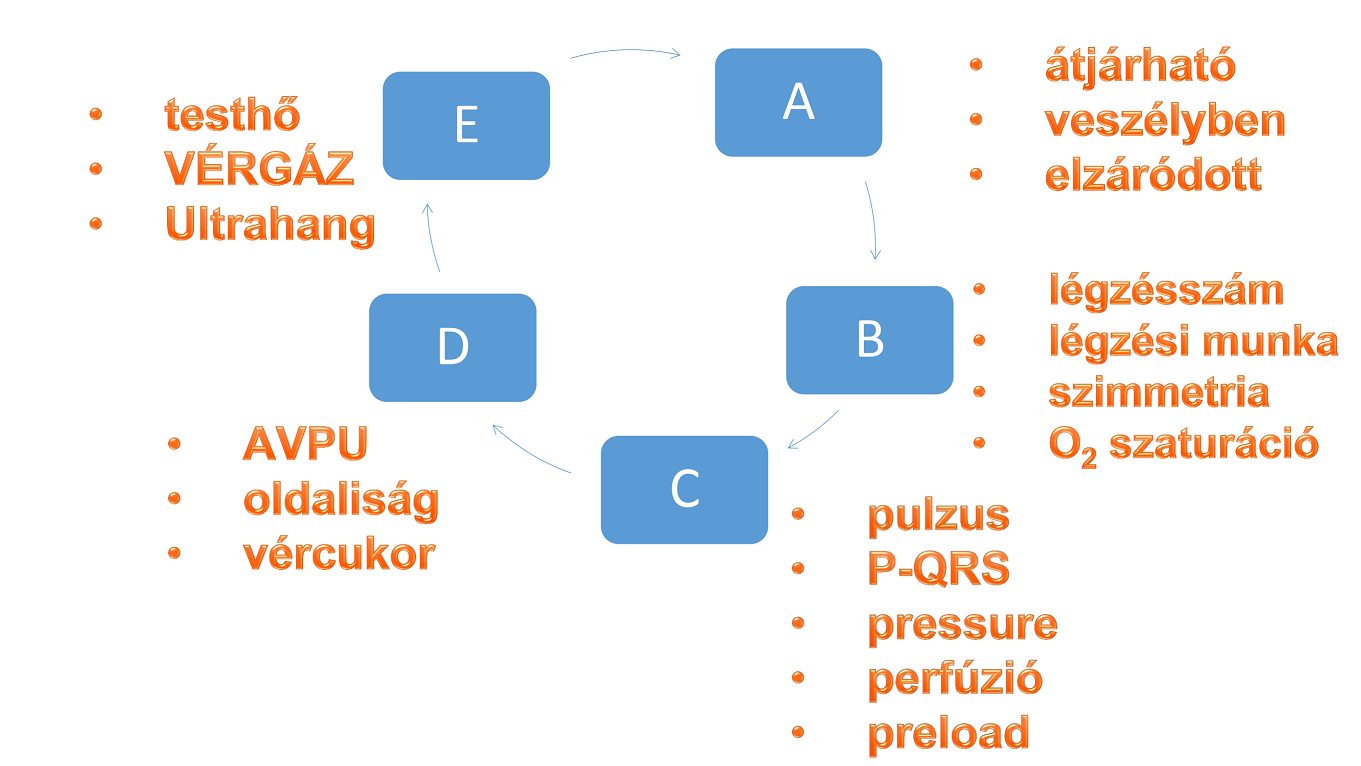 A
átjárható
veszélyben
elzáródott
B
légzésszám
légzési munka
szimmetria
O₂ szaturáció
C
pulzus
P-QRS
pressure
perfúzió
preload
D
AVPU
oldaliság
vércukor
E
testhő
VÉRGÁZ
Ultrahang